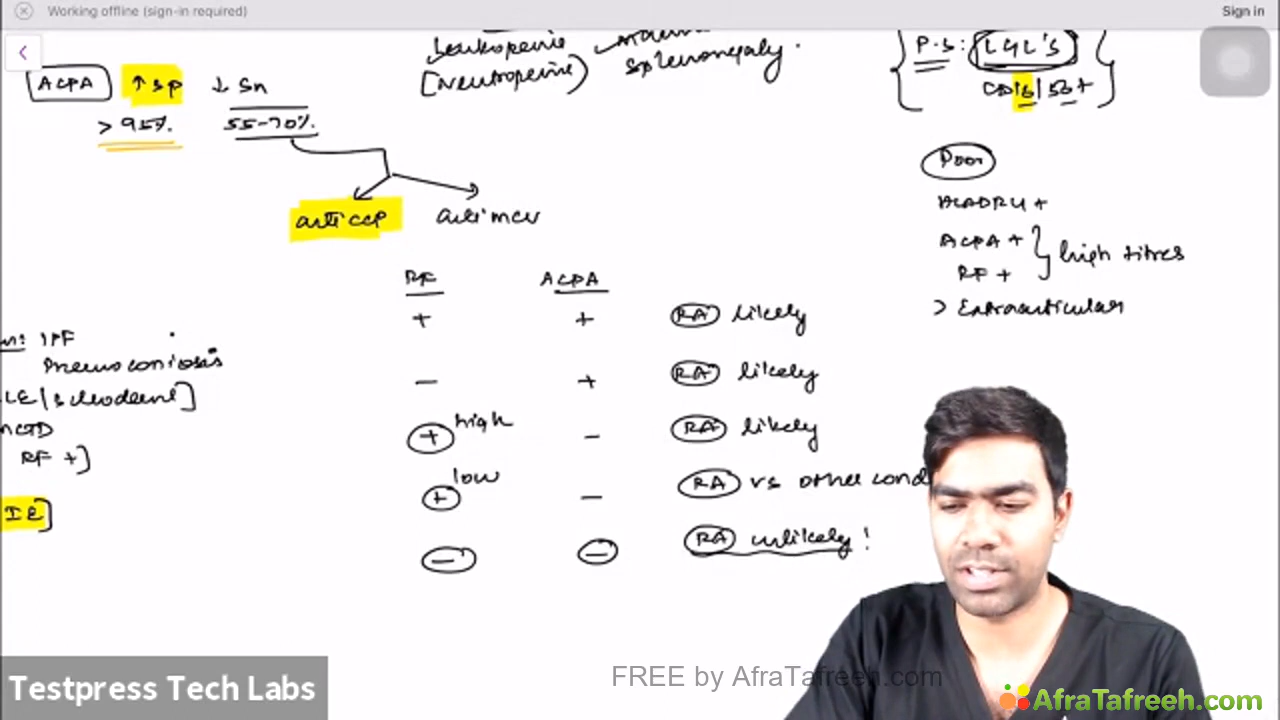 Working offline (sign-in required)
Sign in
Leukopenia
[Neutropenia)
Splenomegaly.
P.S: LGL'S
CD16/56+
ACPA
↑ Sp
↓ Sn
> 95%.
55-70%
anti CCP
anti MCV
Poor
HLADR4 +
ACPA +
RF +
high titres
> Extraarticular
RF
ACPA
+ + RA likely
- + RA likely
+ high - RA likely
+ low - RA vs other cond
- - RA unlikely!
IPF
Pneumoconiosis
LE/scleroderma]
RF +]
IE]
Testpress Tech Labs
FREE by AfraTafreeh.com
AfraTafreeh.com